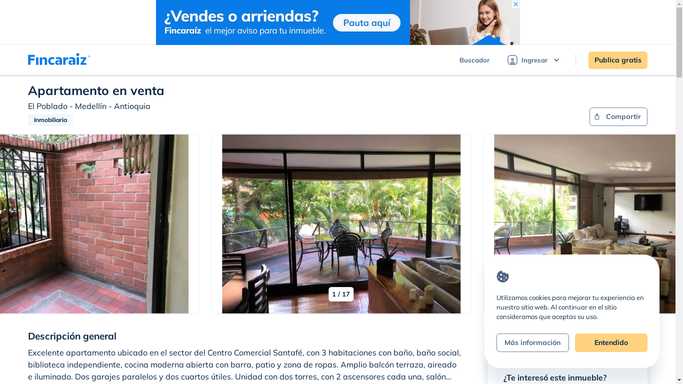 ¿Vendes o arriendas?
Fincaraíz el mejor aviso para tu inmueble.
Pauta aquí
Fincaraíz
Buscador
Ingresar
Publica gratis
Apartamento en venta
El Poblado - Medellín - Antioquia
Inmobiliaria
Compartir
1 / 17
Utilizamos cookies para mejorar tu experiencia en
nuestro sitio web. Al continuar en el sitio
consideramos que aceptas su uso.
Más información
Entendido
Descripción general
Excelente apartamento ubicado en el sector del Centro Comercial Santafé, con 3 habitaciones con baño, baño social,
biblioteca independiente, cocina moderna abierta con barra, patio y zona de ropas. Amplio balcón terraza, aireado
e iluminado. Dos garajes paralelos y dos cuartos útiles. Unidad con dos torres, con 2 ascensores cada una, salón...
¿Te interesó este inmueble?